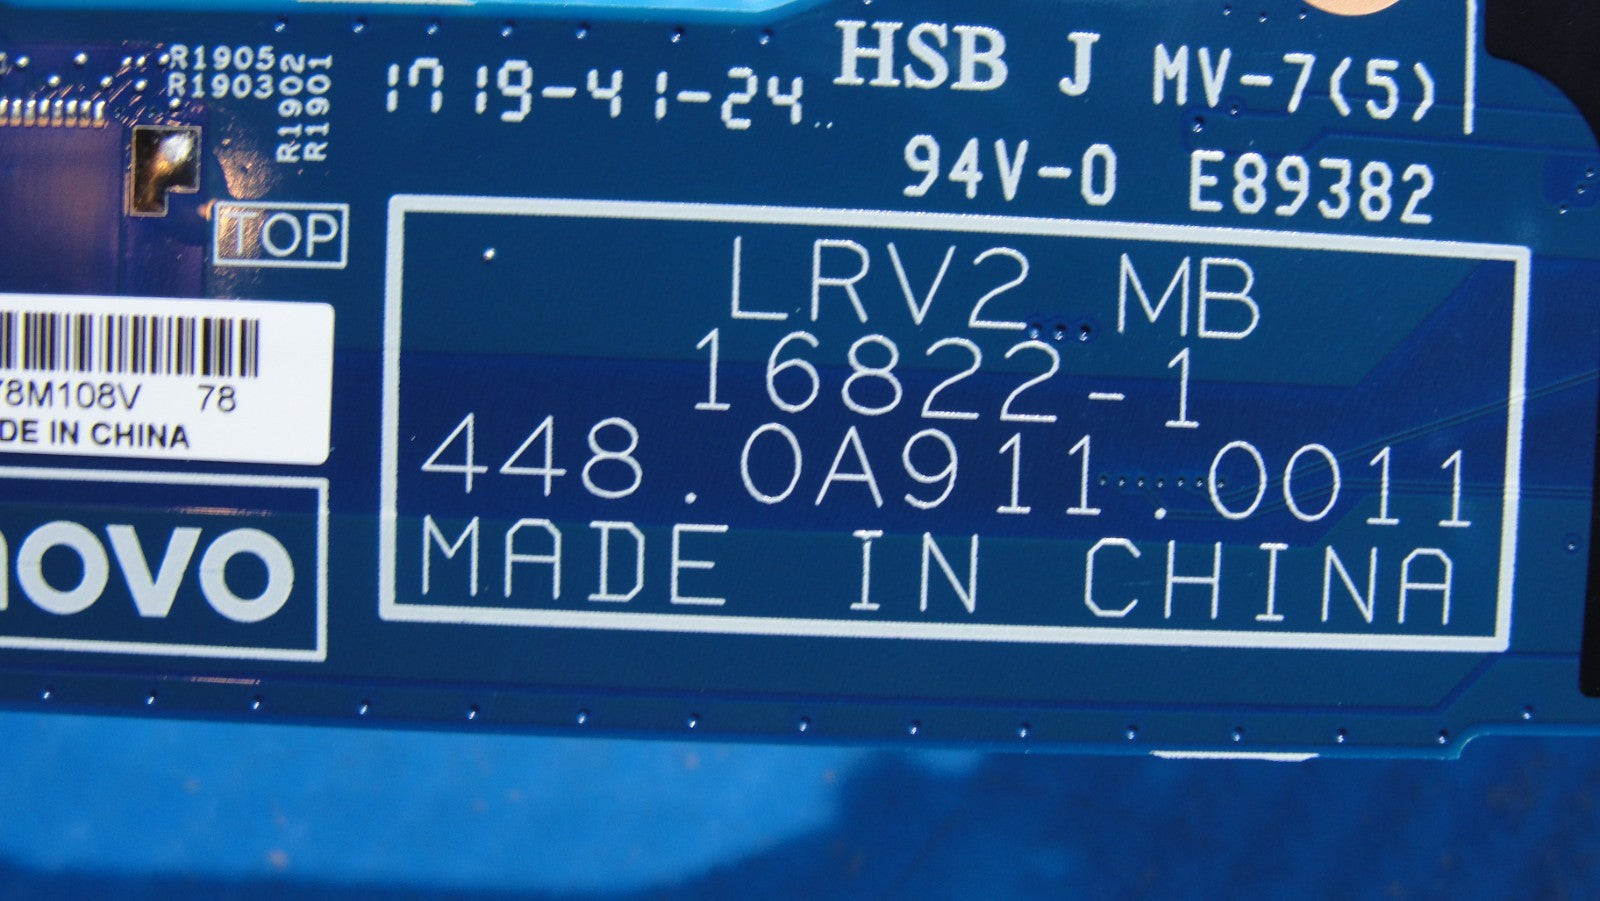 R1905
R1903
R1902
R1901
1719-41-24
HSB J MV-7(5)
94V-0 E89382
TOP
LRV2 MB
16822-1
448.0A911.0011
MADE IN CHINA
8M108V 78
DE IN CHINA
novo